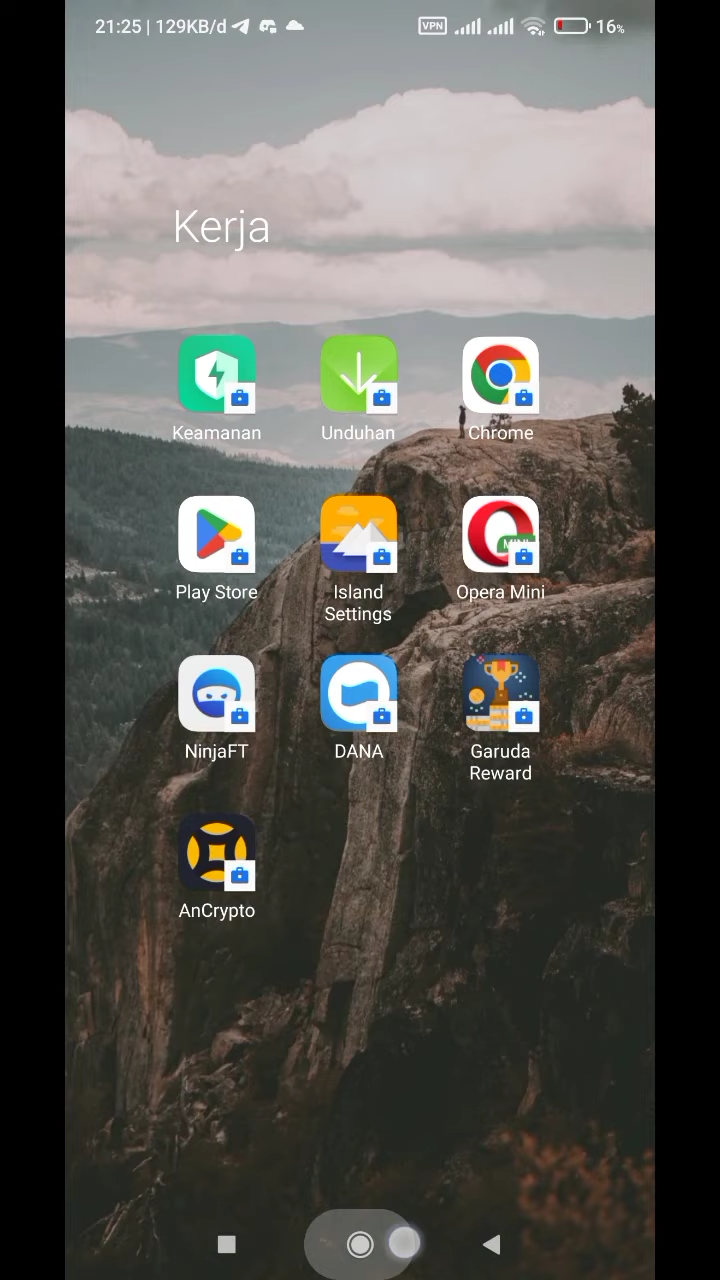 21:25 | 129KB/d
VPN
16%
Kerja
Keamanan
Unduhan
Chrome
Play Store
Island
Settings
MINI
Opera Mini
NinjaFT
DANA
Garuda
Reward
AnCrypto